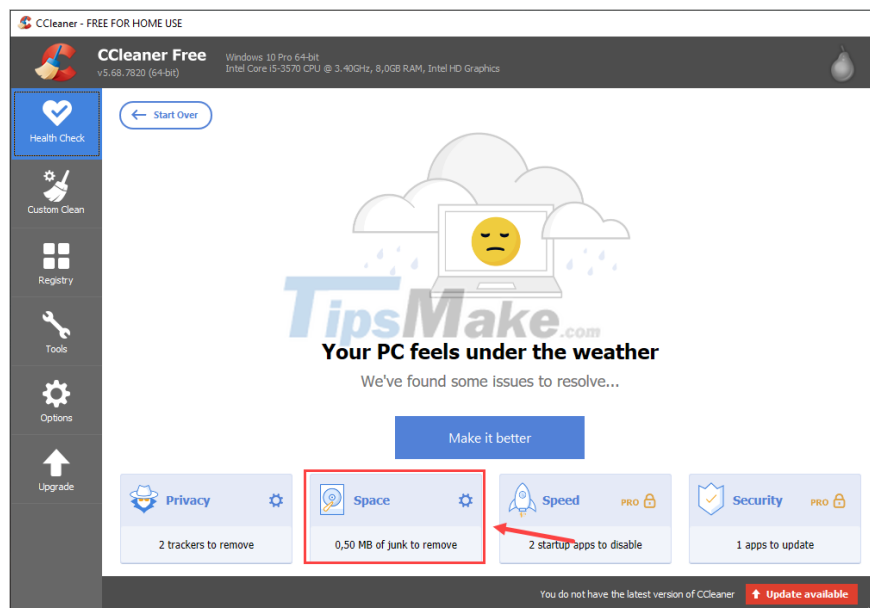 CCleaner - FREE FOR HOME USE
CCleaner Free
v5.68.7820 (64-bit)
Windows 10 Pro 64-bit
Intel Core i5-3570 CPU @ 3.40GHz, 8,0GB RAM, Intel HD Graphics
Health Check
Custom Clean
Registry
Tools
Options
Upgrade
Start Over
TipsMake.com
Your PC feels under the weather
We've found some issues to resolve...
Make it better
Privacy
2 trackers to remove
Space
0,50 MB of junk to remove
Speed PRO
2 startup apps to disable
Security PRO
1 apps to update
You do not have the latest version of CCleaner
Update available